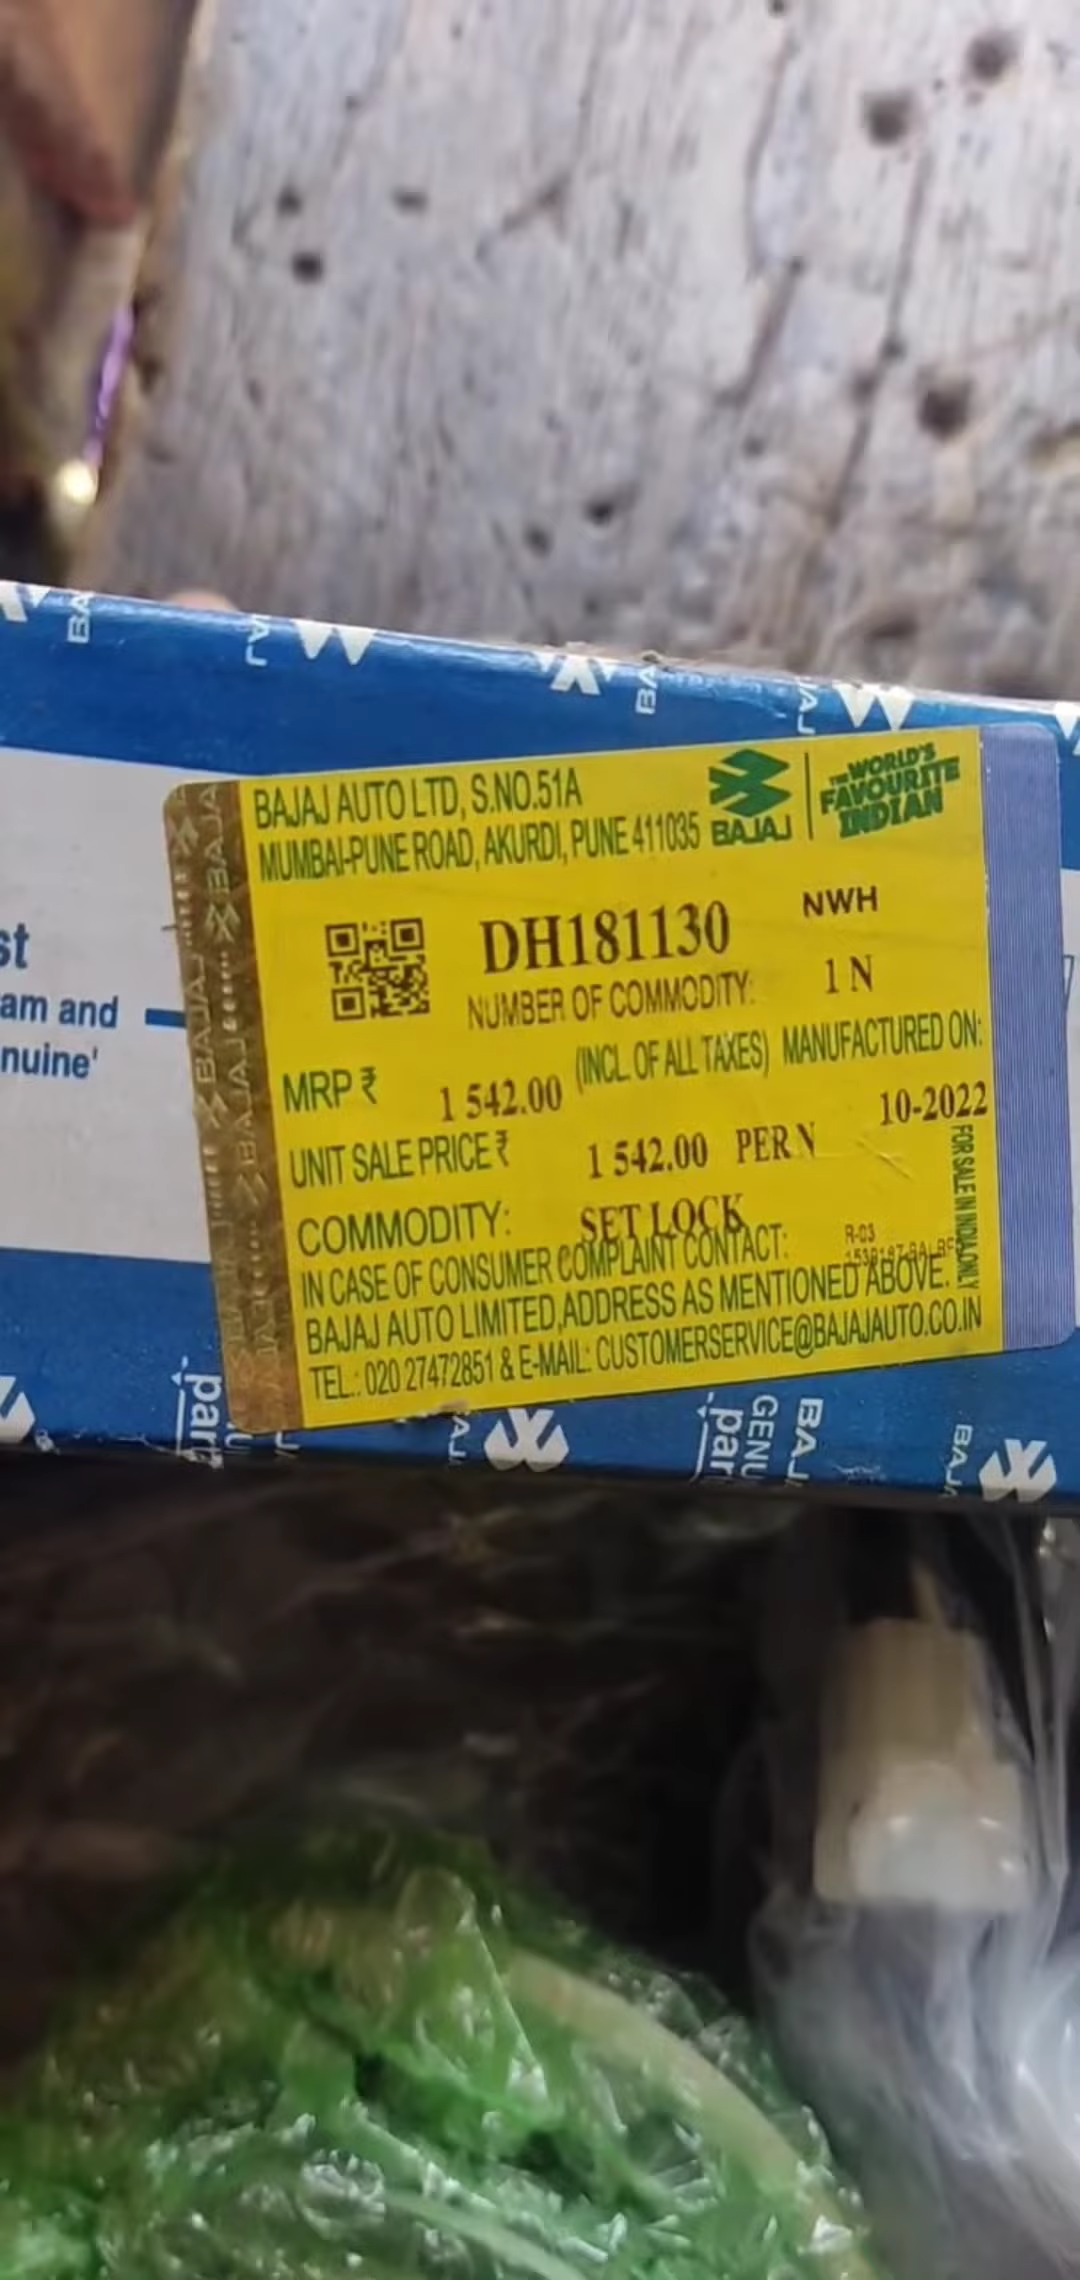 BAJAJ AUTO LTD, S.NO.51A
MUMBAI-PUNE ROAD, AKURDI, PUNE 411035
BAJAJ
THE WORLD'S
FAVOURITE
INDIAN
DH181130
NWH
NUMBER OF COMMODITY: 1 N
MRP ₹ 1 542.00 (INCL. OF ALL TAXES) MANUFACTURED ON:
10-2022
UNIT SALE PRICE ₹ 1 542.00 PER N
COMMODITY: SET LOCK
R-03
FOR SALE IN INDIA ONLY
IN CASE OF CONSUMER COMPLAINT CONTACT:
BAJAJ AUTO LIMITED,ADDRESS AS MENTIONED ABOVE.
TEL.: 020 27472851 & E-MAIL: CUSTOMERSERVICE@BAJAJAUTO.CO.IN
st
am and
nuine'
BAJAJ
BAJAJ